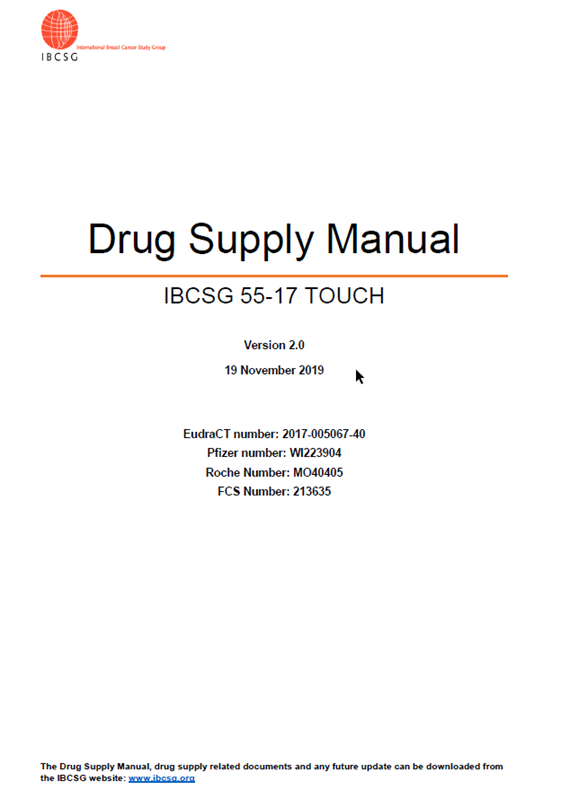 International Breast Cancer Study Group
IBCSG
Drug Supply Manual
IBCSG 55-17 TOUCH
Version 2.0
19 November 2019
EudraCT number: 2017-005067-40
Pfizer number: WI223904
Roche Number: MO40405
FCS Number: 213635
The Drug Supply Manual, drug supply related documents and any future update can be downloaded from
the IBCSG website: www.ibcsg.org